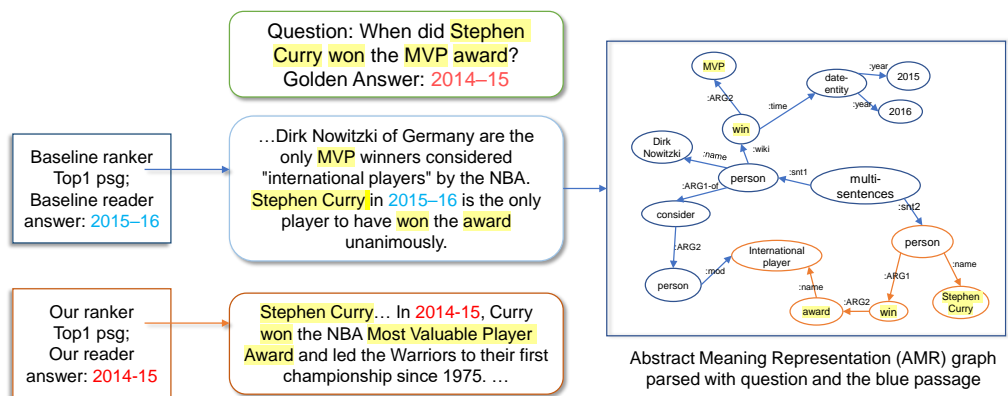 Question: When did Stephen
Curry won the MVP award?
Golden Answer: 2014–15
Baseline ranker
Top1 psg;
Baseline reader
answer: 2015–16
…Dirk Nowitzki of Germany are the
only MVP winners considered
"international players" by the NBA.
Stephen Curry in 2015–16 is the only
player to have won the award
unanimously.
Our ranker
Top1 psg;
Our reader
answer: 2014-15
Stephen Curry… In 2014-15, Curry
won the NBA Most Valuable Player
Award and led the Warriors to their first
championship since 1975. …
MVP
:ARG2
win
:time
date-
entity
:year
2015
:year
2016
:wiki
Dirk
Nowitzki
:name
person
:snt1
multi-
sentences
:snt2
:ARG1-of
consider
:ARG2
person
:mod
International
player
:name
award
:ARG2
win
:ARG1
person
:name
Stephen
Curry
Abstract Meaning Representation (AMR) graph
parsed with question and the blue passage